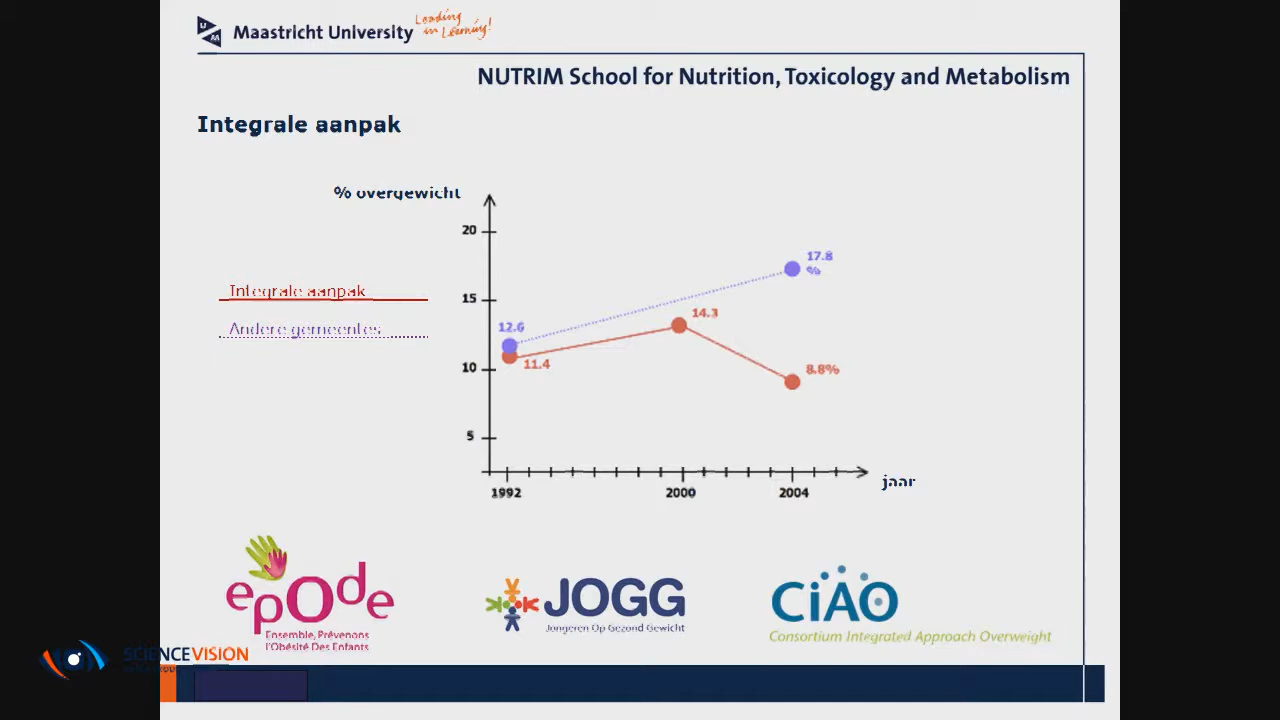 Maastricht University
Leading
in Learning!
NUTRIM School for Nutrition, Toxicology and Metabolism
Integrale aanpak
% overgewicht
20
15
10
5
Integrale aanpak
Andere gemeentes
17.8
%
14.3
12.6
11.4
8.8%
1992
2000
2004
jaar
epode
Ensemble, Prévenons
l'Obésité Des Enfants
JOGG
Jongeren Op Gezond Gewicht
CiAO
Consortium Integrated Approach Overweight
SCIENCEVISION